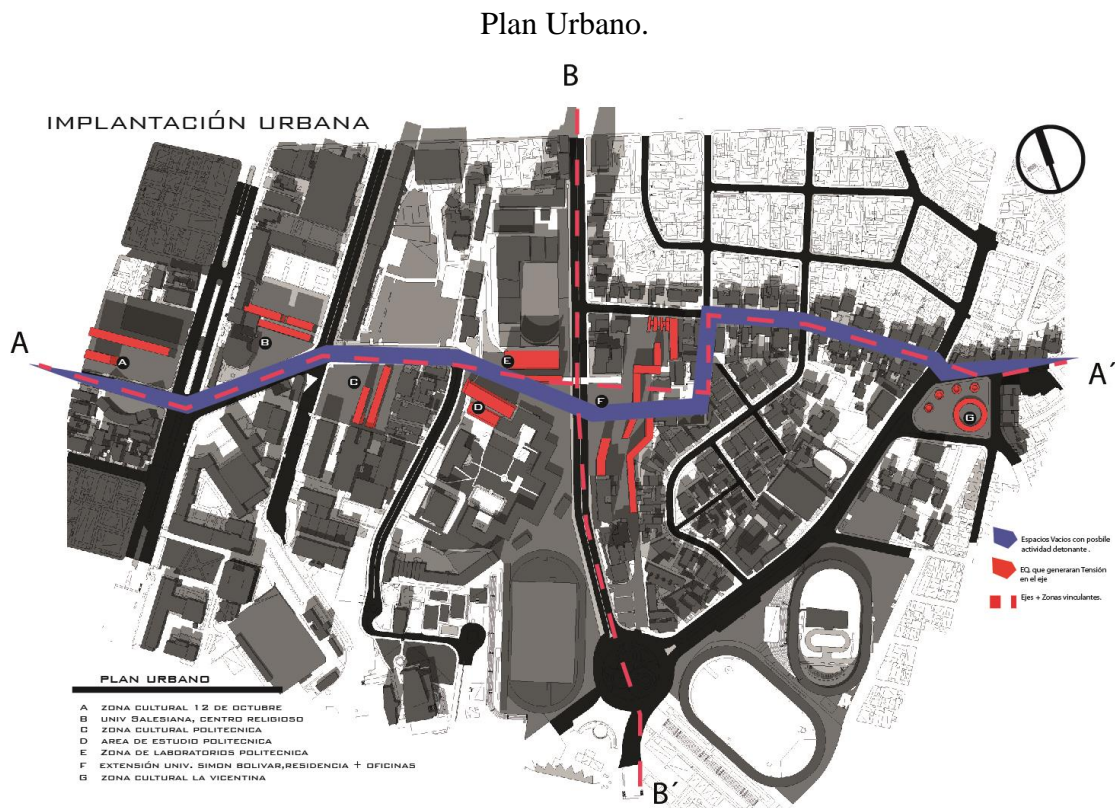 Plan Urbano.
B
IMPLANTACIÓN URBANA
A
A´
A
B
C
D
E
F
G
Espacios Vacios con posbile
actividad detonante .
EQ. que generaran Tensión
en el eje
Ejes + Zonas vinculantes.
PLAN URBANO
A ZONA CULTURAL 12 DE OCTUBRE
B UNIV SALESIANA, CENTRO RELIGIOSO
C ZONA CULTURAL POLITECNICA
D AREA DE ESTUDIO POLITECNICA
E ZONA DE LABORATORIOS POLITECNICA
F EXTENSIÓN UNIV. SIMON BOLIVAR,RESIDENCIA + OFICINAS
G ZONA CULTURAL LA VICENTINA
B´